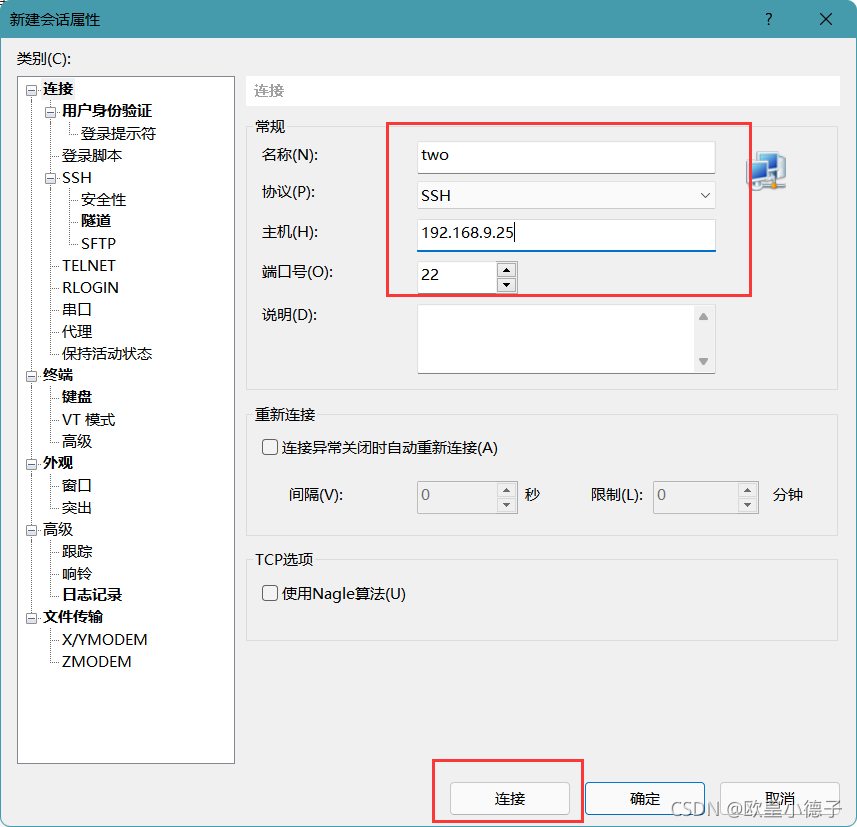 新建会话属性
?
类别(C):
连接
用户身份验证
登录提示符
登录脚本
SSH
安全性
隧道
SFTP
TELNET
RLOGIN
串口
代理
保持活动状态
终端
键盘
VT 模式
高级
外观
窗口
突出
高级
跟踪
响铃
日志记录
文件传输
X/YMODEM
ZMODEM
连接
常规
名称(N): two
协议(P): SSH
主机(H): 192.168.9.25
端口号(O): 22
说明(D):
重新连接
连接异常关闭时自动重新连接(A)
间隔(V): 0 秒 限制(L): 0 分钟
TCP选项
使用Nagle算法(U)
连接 确定 取消
CSDN @欧皇小德子